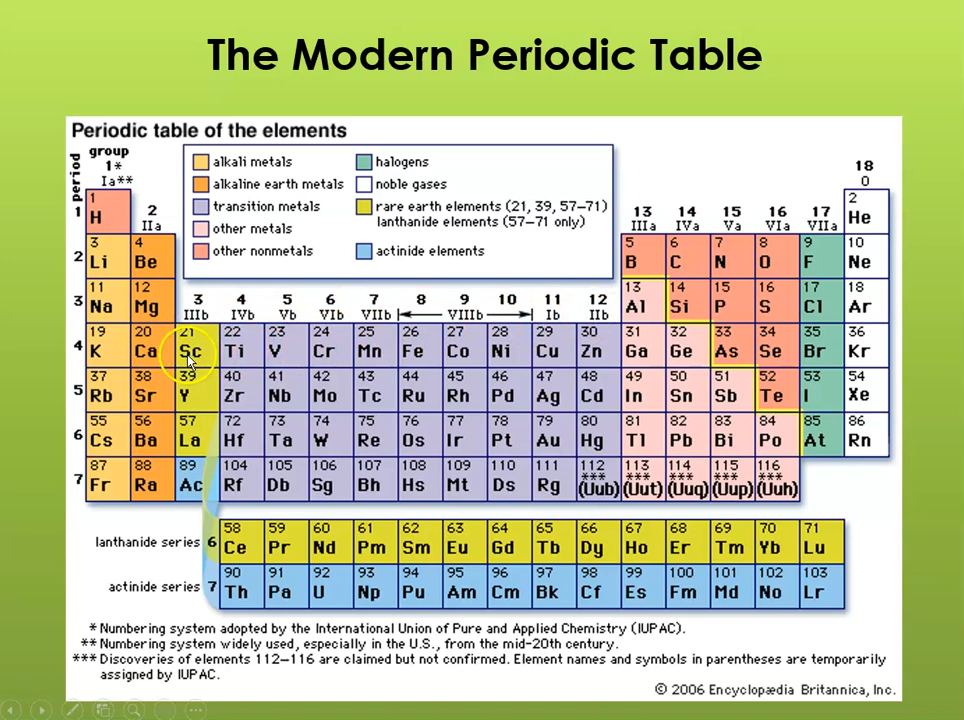 The Modern Periodic Table
Periodic table of the elements
period
group
1*
Ia**
2
IIa
3
IIIb
4
IVb
5
Vb
6
VIb
7
VIIb
8 9 10
VIIIb
11
Ib
12
IIb
13
IIIa
14
IVa
15
Va
16
VIa
17
VIIa
18
0
alkali metals
alkaline earth metals
transition metals
other metals
other nonmetals
halogens
noble gases
rare earth elements (21, 39, 57–71)
lanthanide elements (57–71 only)
actinide elements
1
1 2
H He
2
3 4 5 6 7 8 9 10
Li Be B C N O F Ne
3
11 12 13 14 15 16 17 18
Na Mg Al Si P S Cl Ar
4
19 20 21 22 23 24 25 26 27 28 29 30 31 32 33 34 35 36
K Ca Sc Ti V Cr Mn Fe Co Ni Cu Zn Ga Ge As Se Br Kr
5
37 38 39 40 41 42 43 44 45 46 47 48 49 50 51 52 53 54
Rb Sr Y Zr Nb Mo Tc Ru Rh Pd Ag Cd In Sn Sb Te I Xe
6
55 56 57 72 73 74 75 76 77 78 79 80 81 82 83 84 85 86
Cs Ba La Hf Ta W Re Os Ir Pt Au Hg Tl Pb Bi Po At Rn
7
87 88 89 104 105 106 107 108 109 110 111 112 113 114 115 116
*** *** *** *** ***
Fr Ra Ac Rf Db Sg Bh Hs Mt Ds Rg (Uub) (Uut) (Uuq) (Uup) (Uuh)
lanthanide series 6
58 59 60 61 62 63 64 65 66 67 68 69 70 71
Ce Pr Nd Pm Sm Eu Gd Tb Dy Ho Er Tm Yb Lu
actinide series 7
90 91 92 93 94 95 96 97 98 99 100 101 102 103
Th Pa U Np Pu Am Cm Bk Cf Es Fm Md No Lr
* Numbering system adopted by the International Union of Pure and Applied Chemistry (IUPAC).
** Numbering system widely used, especially in the U.S., from the mid-20th century.
*** Discoveries of elements 112–116 are claimed but not confirmed. Element names and symbols in parentheses are temporarily
assigned by IUPAC.
© 2006 Encyclopædia Britannica, Inc.